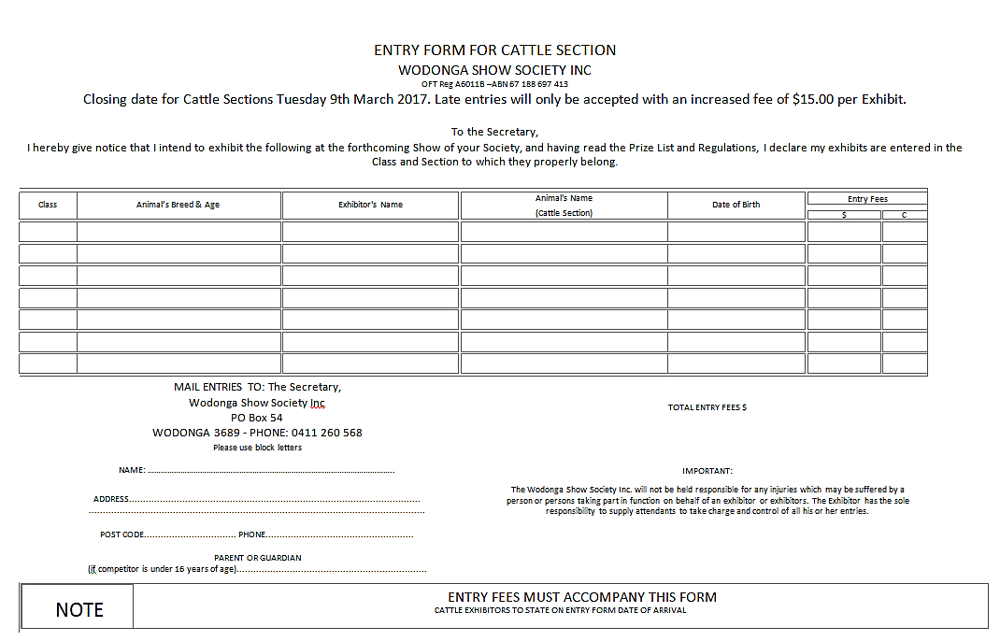 ENTRY FORM FOR CATTLE SECTION
WODONGA SHOW SOCIETY INC
OFT Reg A6011B –ABN 67 188 697 413
Closing date for Cattle Sections Tuesday 9th March 2017. Late entries will only be accepted with an increased fee of $15.00 per Exhibit.
To the Secretary,
I hereby give notice that I intend to exhibit the following at the forthcoming Show of your Society, and having read the Prize List and Regulations, I declare my exhibits are entered in the
Class and Section to which they properly belong.
Class Animal's Breed & Age Exhibitor's Name Animal's Name (Cattle Section) Date of Birth Entry Fees
$ C
MAIL ENTRIES TO: The Secretary,
Wodonga Show Society Inc
PO Box 54
WODONGA 3689 - PHONE: 0411 260 568
Please use block letters
TOTAL ENTRY FEES $
NAME: ..........................................................................................
ADDRESS..........................................................................................
..........................................................................................
POST CODE................................. PHONE.....................................................
PARENT OR GUARDIAN
(if competitor is under 16 years of age)....................................................................
IMPORTANT:
The Wodonga Show Society Inc. will not be held responsible for any injuries which may be suffered by a
person or persons taking part in function on behalf of an exhibitor or exhibitors. The Exhibitor has the sole
responsibility to supply attendants to take charge and control of all his or her entries.
NOTE
ENTRY FEES MUST ACCOMPANY THIS FORM
CATTLE EXHIBITORS TO STATE ON ENTRY FORM DATE OF ARRIVAL